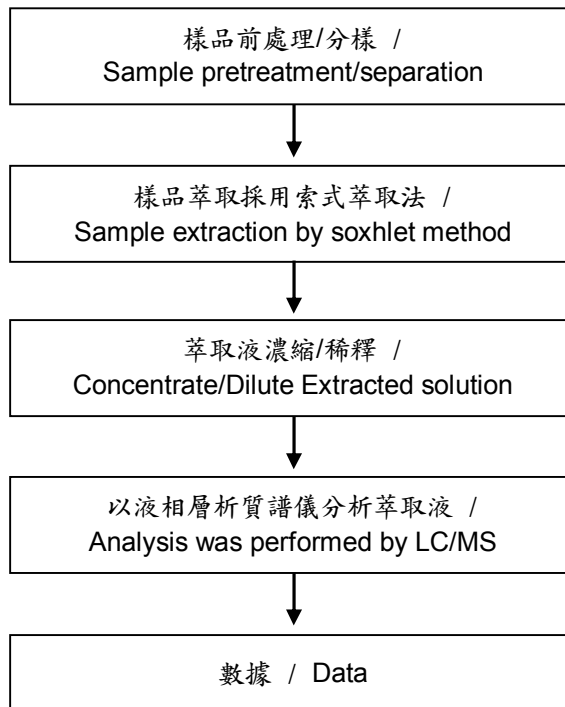 樣品前處理/分樣 /
Sample pretreatment/separation
樣品萃取採用索式萃取法 /
Sample extraction by soxhlet method
萃取液濃縮/稀釋 /
Concentrate/Dilute Extracted solution
以液相層析質譜儀分析萃取液 /
Analysis was performed by LC/MS
數據 / Data